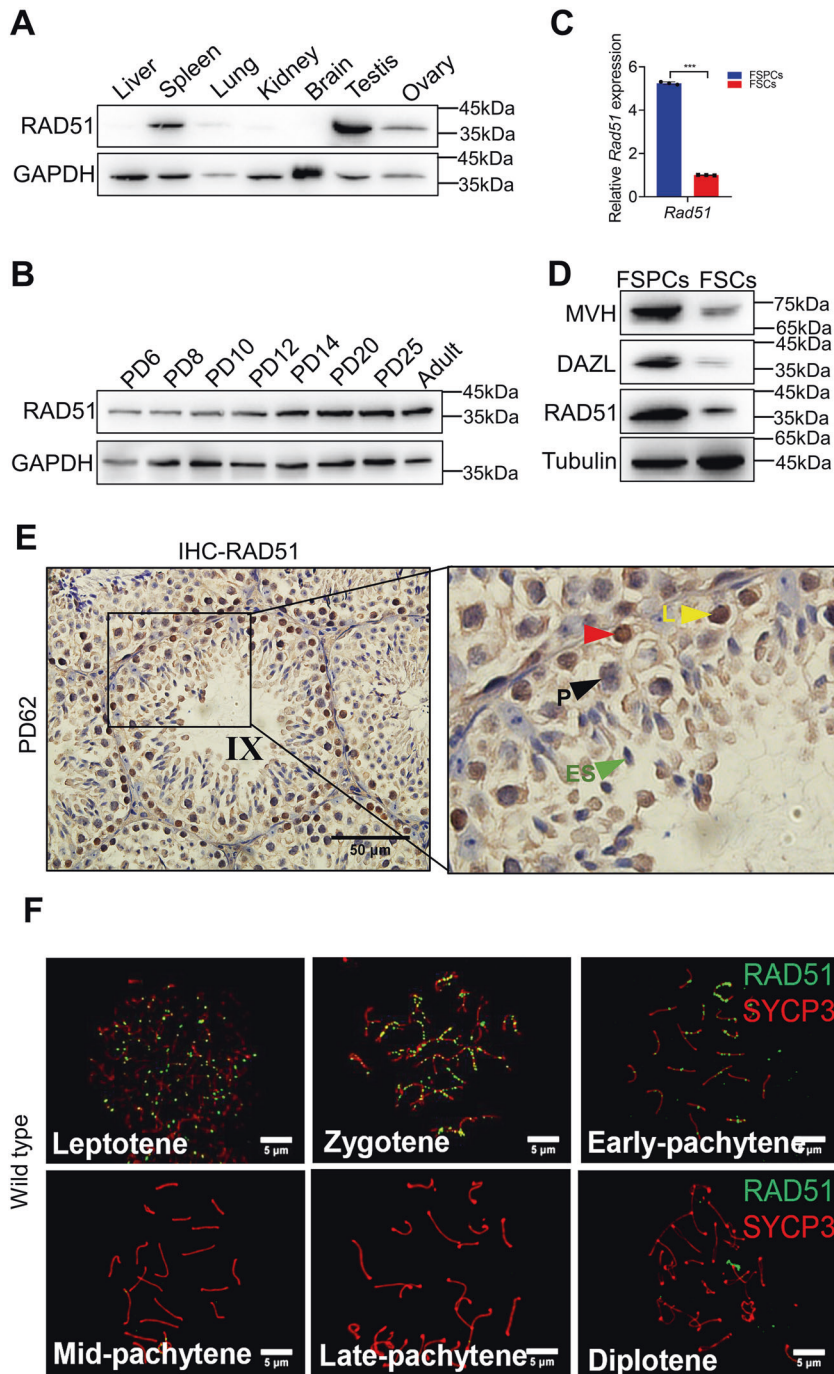 A
Liver Spleen Lung Kidney Brain Testis Ovary
RAD51
45kDa
35kDa
GAPDH
45kDa
35kDa
C
Relative Rad51 expression
6
4
2
0
***
FSPCs
FSCs
Rad51
B
PD6 PD8 PD10 PD12 PD14 PD20 PD25 Adult
RAD51
45kDa
35kDa
GAPDH
35kDa
D
FSPCs FSCs
MVH
75kDa
65kDa
DAZL
45kDa
35kDa
RAD51
45kDa
35kDa
Tubulin
65kDa
45kDa
E
IHC-RAD51
PD62
IX
50 μm
L
P
ES
F
Wild type
RAD51
SYCP3
Leptotene
5 μm
Zygotene
5 μm
Early-pachytene
5 μm
RAD51
SYCP3
Mid-pachytene
5 μm
Late-pachytene
5 μm
Diplotene
5 μm